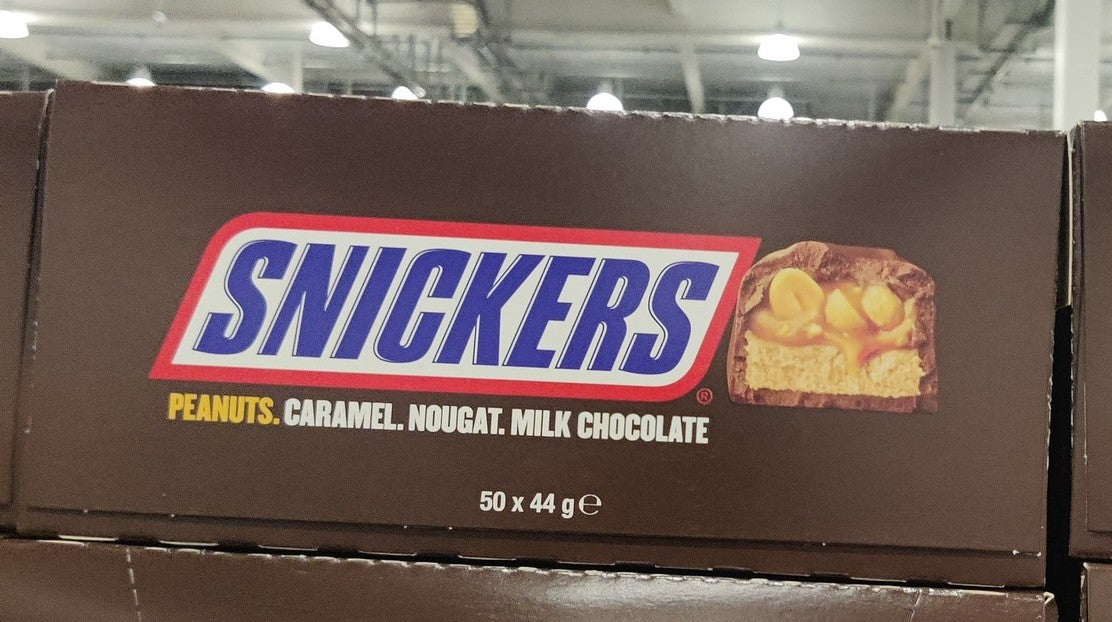 SNICKERS®
PEANUTS. CARAMEL. NOUGAT. MILK CHOCOLATE
50 x 44 g ℮